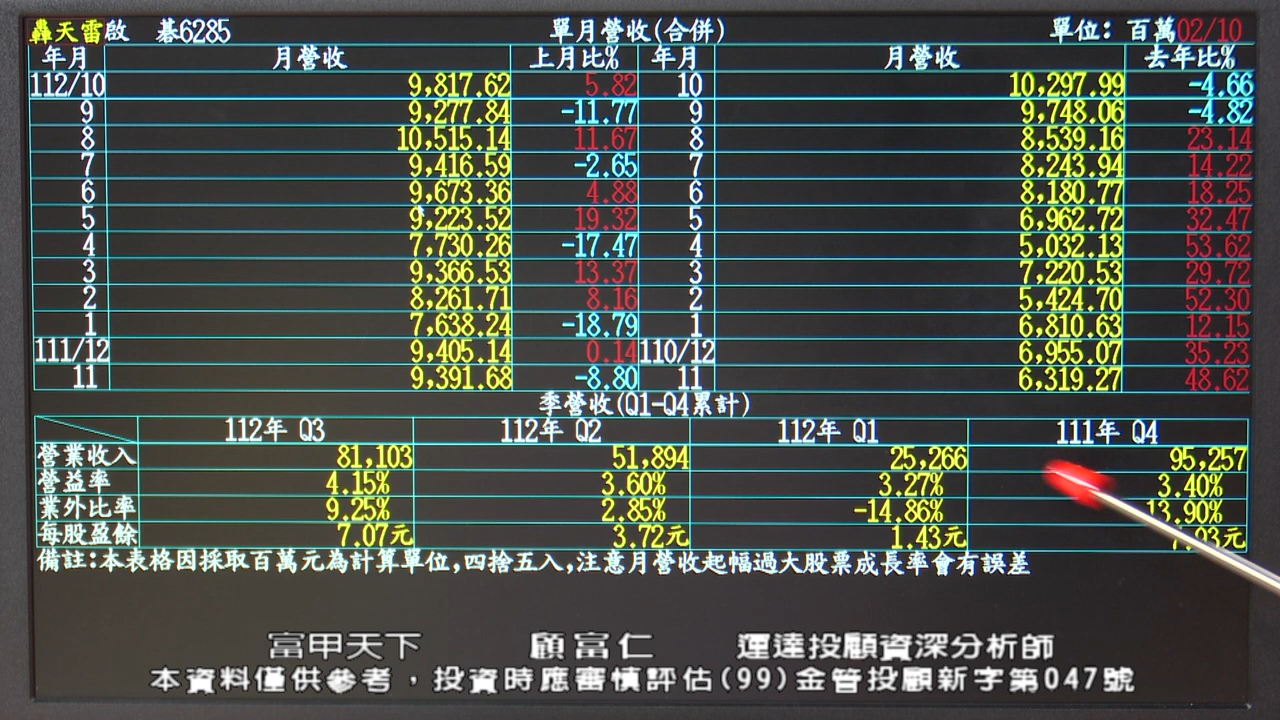 轟天雷 啟碁6285 單月營收(合併) 單位: 百萬 02/10
年月 月營收 上月比% 年月 月營收 去年比%
112/10 9,817.62 5.82 10 10,297.99 -4.66
9 9,277.84 -11.77 9 9,748.06 -4.82
8 10,515.14 11.67 8 8,539.16 23.14
7 9,416.59 -2.65 7 8,243.94 14.22
6 9,673.36 4.88 6 8,180.77 18.25
5 9,223.52 19.32 5 6,962.72 32.47
4 7,730.26 -17.47 4 5,032.13 53.62
3 9,366.53 13.37 3 7,220.53 29.72
2 8,261.71 8.16 2 5,424.70 52.30
1 7,638.24 -18.79 1 6,810.63 12.15
111/12 9,405.14 0.14 110/12 6,955.07 35.23
11 9,391.68 -8.80 11 6,319.27 48.62
季營收(Q1-Q4累計)
112年 Q3 112年 Q2 112年 Q1 111年 Q4
營業收入 81,103 51,894 25,266 95,257
營益率 4.15% 3.60% 3.27% 3.40%
業外比率 9.25% 2.85% -14.86% 13.90%
每股盈餘 7.07元 3.72元 1.43元
備註:本表格因採取百萬元為計算單位,四捨五入,注意月營收起幅過大股票成長率會有誤差
富甲天下 顧富仁 運達投顧資深分析師
本資料僅供參考，投資時應審慎評估(99)金管投顧新字第047號